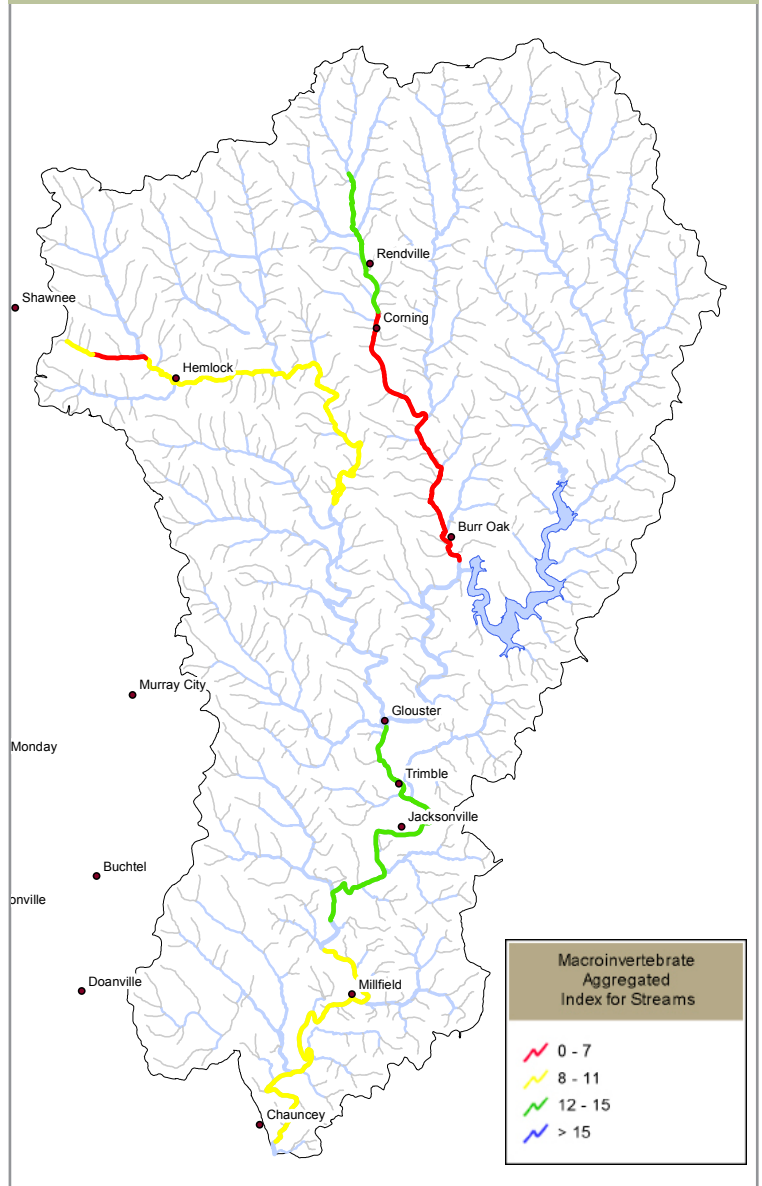 Rendville
Shawnee
Corning
Hemlock
Burr Oak
Murray City
Glouster
Monday
Trimble
Jacksonville
Buchtel
onville
Doanville
Millfield
Chauncey
Macroinvertebrate
Aggregated
Index for Streams
0 - 7
8 - 11
12 - 15
> 15